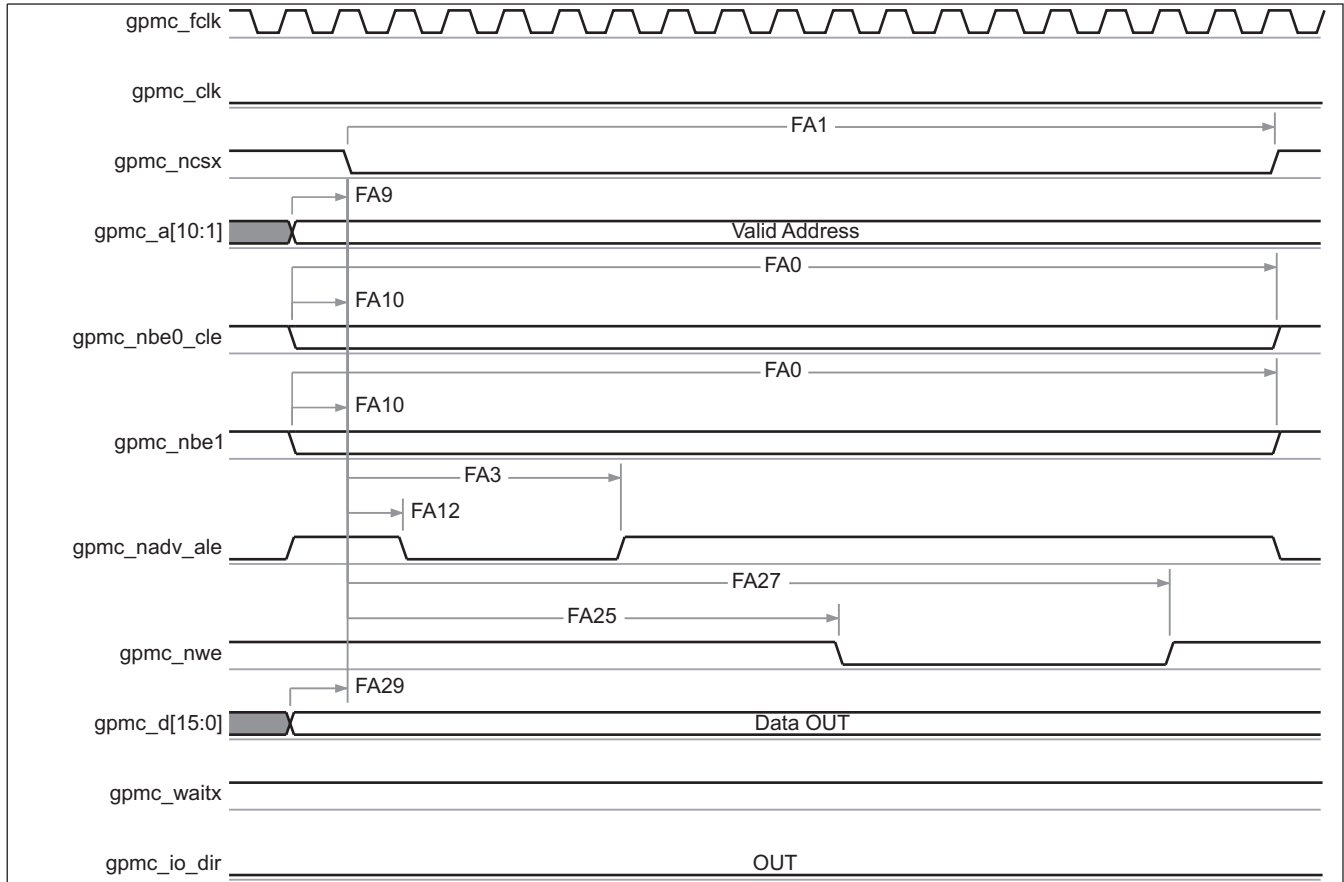 gpmc_fclk
gpmc_clk
FA1
gpmc_ncsx
FA9
gpmc_a[10:1]
Valid Address
FA0
FA10
gpmc_nbe0_cle
FA0
FA10
gpmc_nbe1
FA3
FA12
gpmc_nadv_ale
FA27
FA25
gpmc_nwe
FA29
gpmc_d[15:0]
Data OUT
gpmc_waitx
gpmc_io_dir
OUT